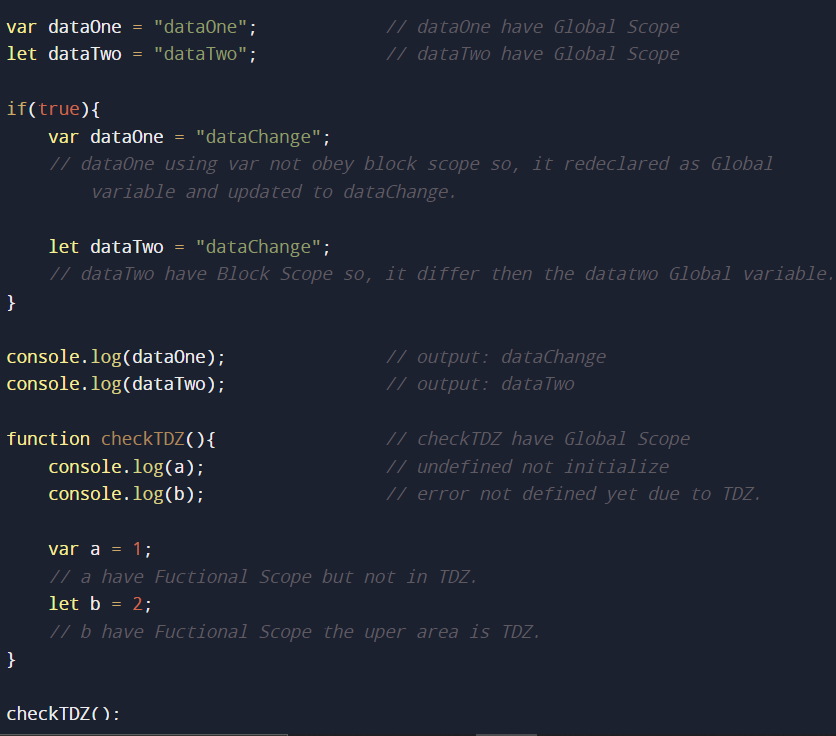 var dataOne = "dataOne"; // dataOne have Global Scope
let dataTwo = "dataTwo"; // dataTwo have Global Scope
if(true){
var dataOne = "dataChange";
// dataOne using var not obey block scope so, it redeclared as Global
variable and updated to dataChange.
let dataTwo = "dataChange";
// dataTwo have Block Scope so, it differ then the datatwo Global variable.
}
console.log(dataOne); // output: dataChange
console.log(dataTwo); // output: dataTwo
function checkTDZ(){ // checkTDZ have Global Scope
console.log(a); // undefined not initialize
console.log(b); // error not defined yet due to TDZ.
var a = 1;
// a have Fuctional Scope but not in TDZ.
let b = 2;
// b have Fuctional Scope the uper area is TDZ.
}
checkTDZ();